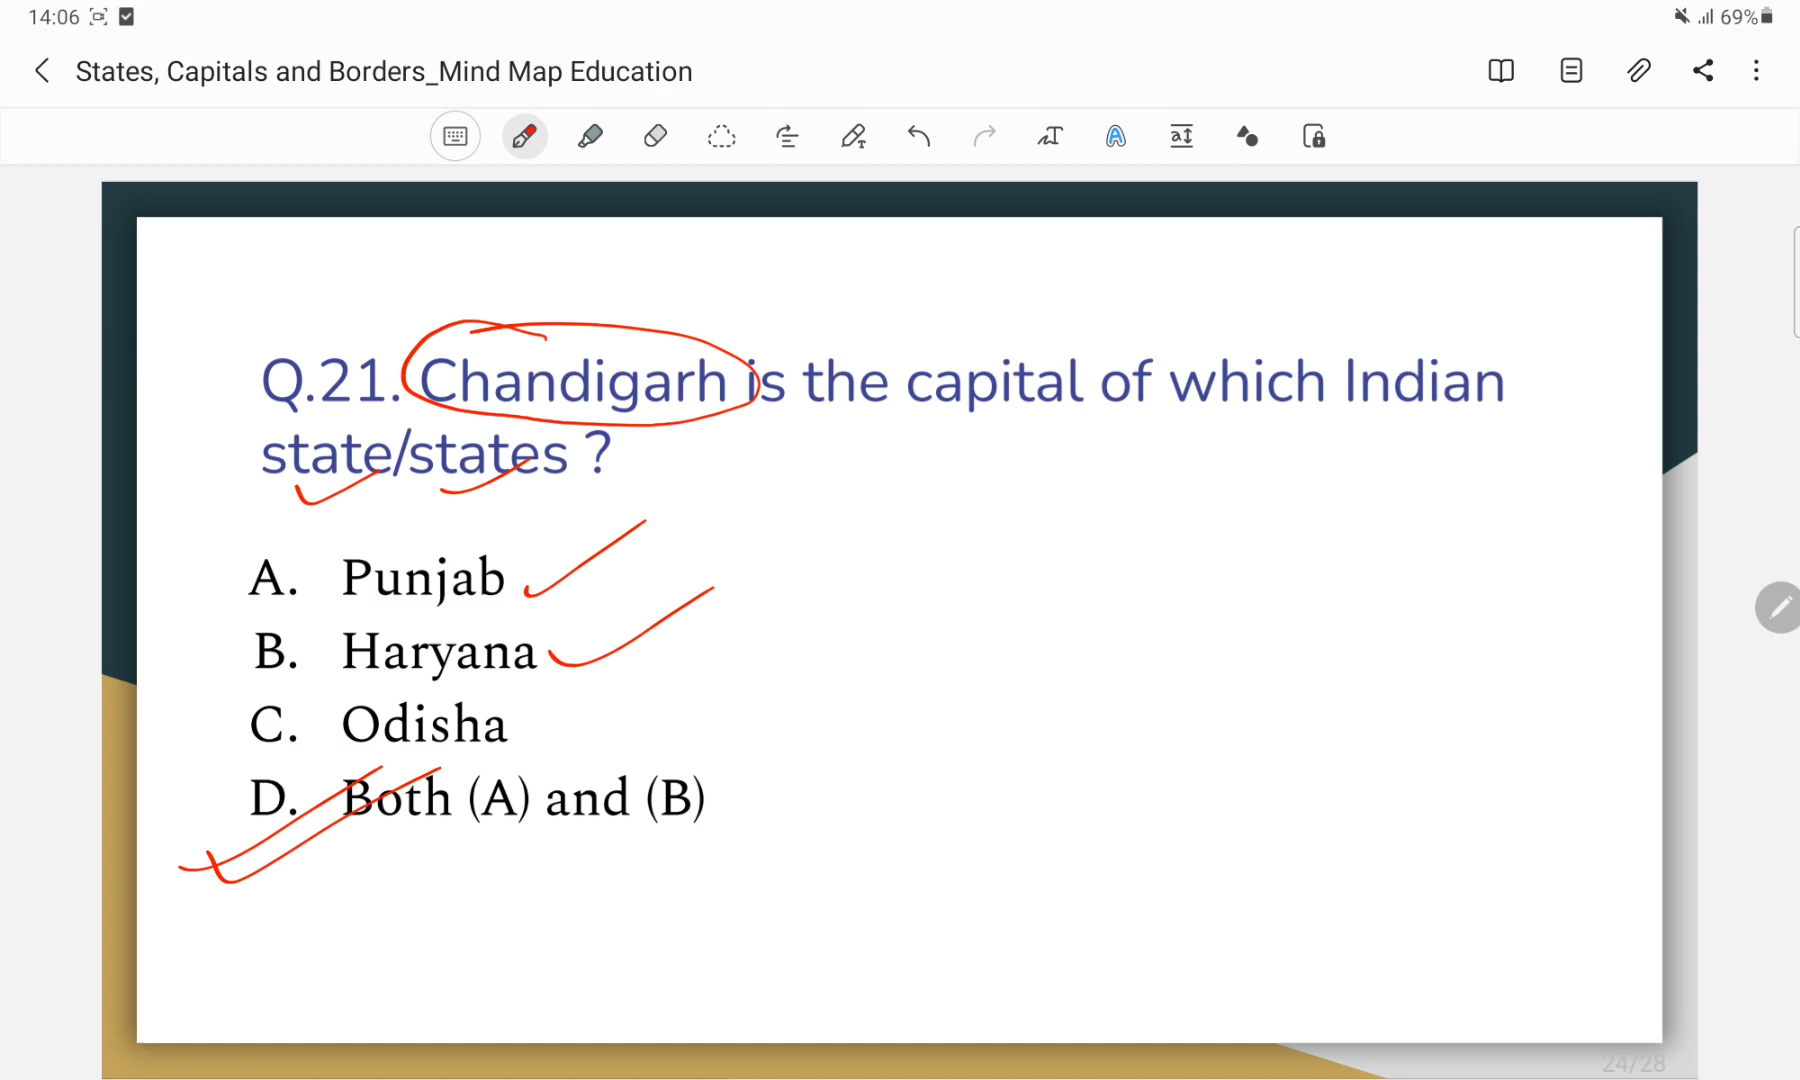 14:06
69%
States, Capitals and Borders_Mind Map Education
Q.21. Chandigarh is the capital of which Indian
state/states ?
A. Punjab
B. Haryana
C. Odisha
D. Both (A) and (B)
24/28